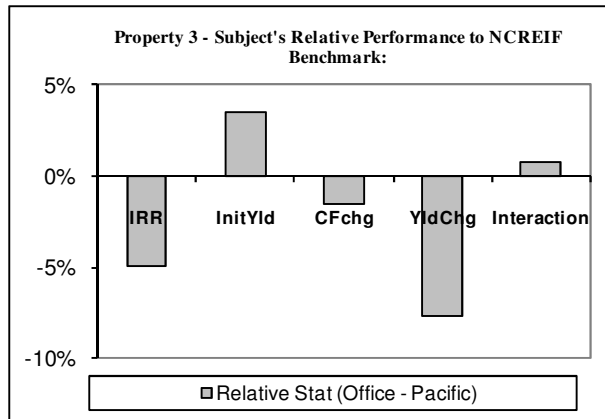 Property 3 - Subject's Relative Performance to NCREIF
Benchmark:
5%
0%
IRR InitYld CFchg YldChg Interaction
-5%
-10%
Relative Stat (Office - Pacific)